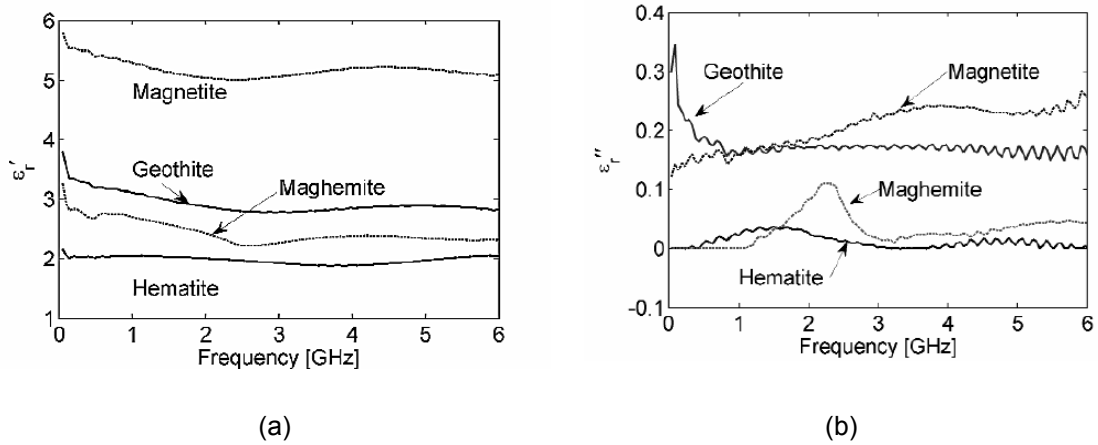 6
5
4
3
2
1
εr′
Magnetite
Geothite
Maghemite
Hematite
0 1 2 3 4 5 6
Frequency [GHz]
(a)
0.4
0.3
0.2
0.1
0
-0.1
εr″
Geothite
Magnetite
Maghemite
Hematite
0 1 2 3 4 5 6
Frequency [GHz]
(b)